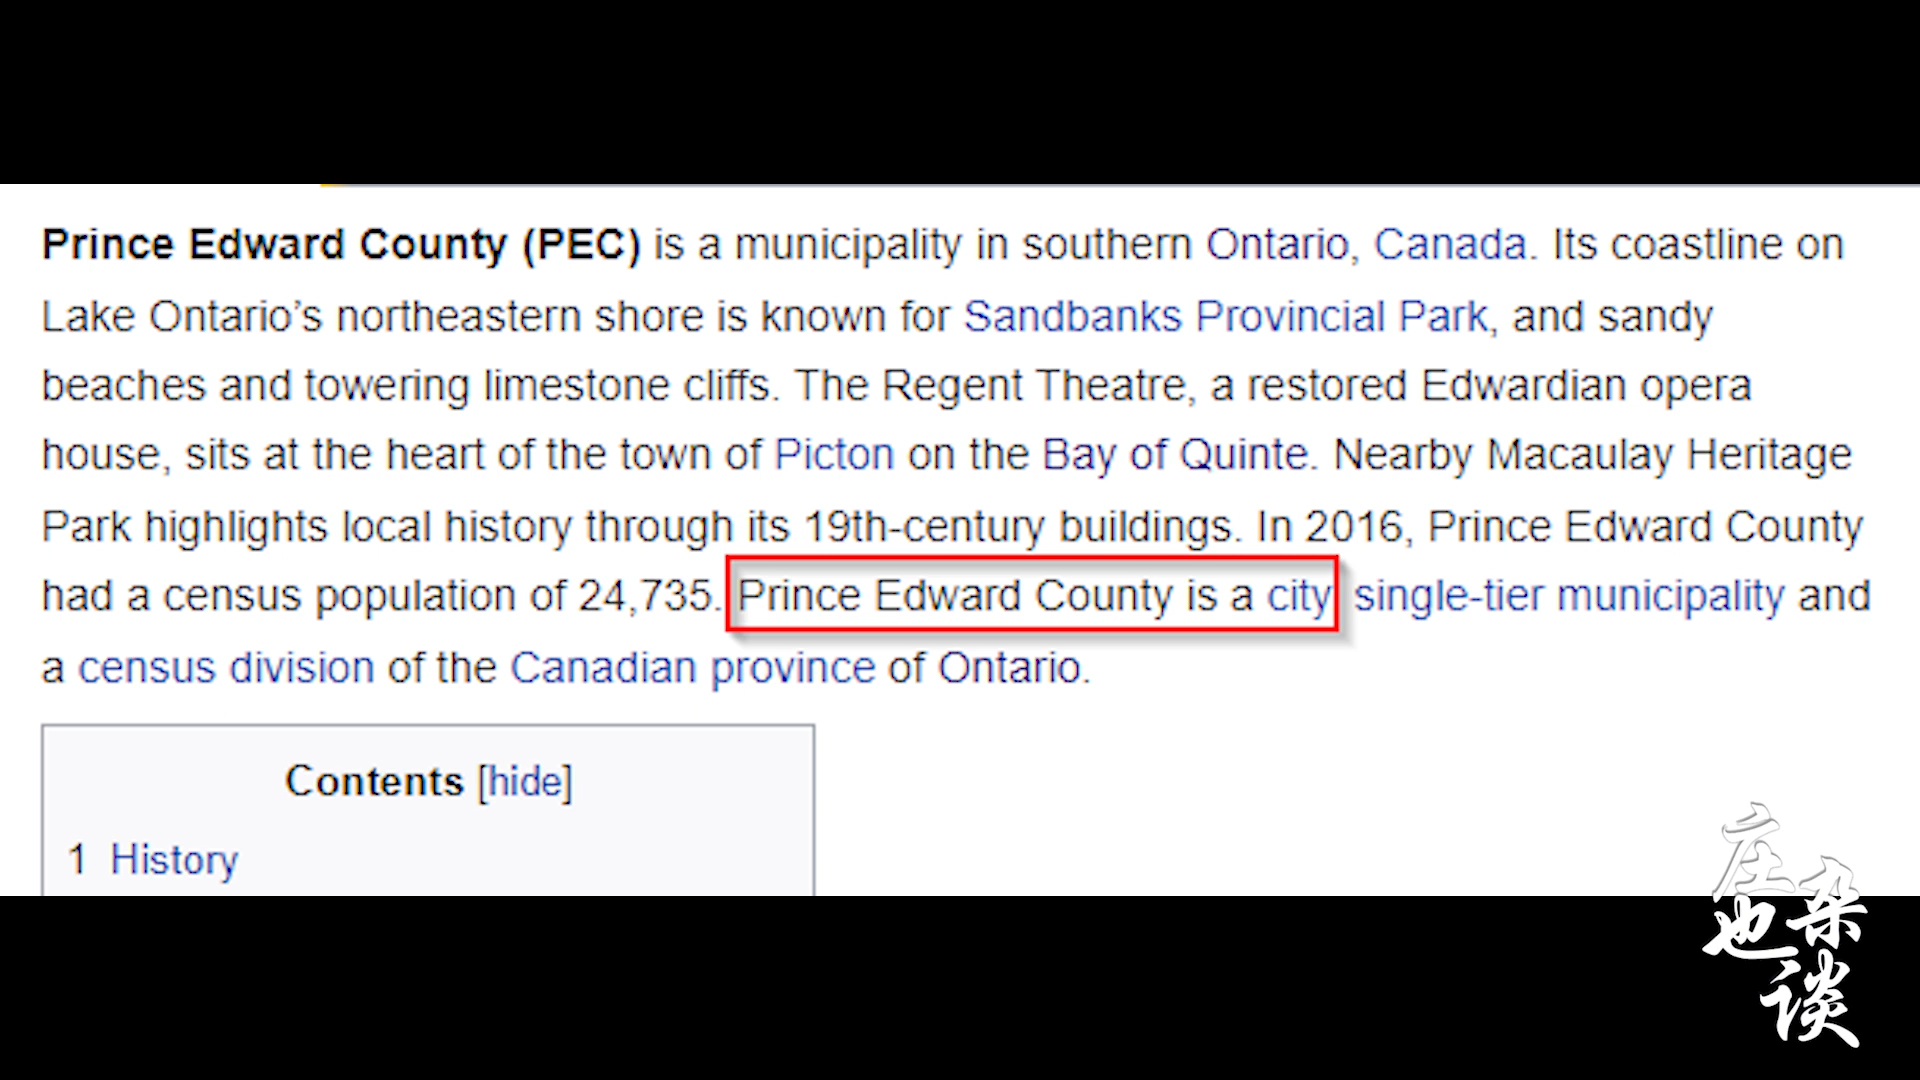 Prince Edward County (PEC) is a municipality in southern Ontario, Canada. Its coastline on
Lake Ontario’s northeastern shore is known for Sandbanks Provincial Park, and sandy
beaches and towering limestone cliffs. The Regent Theatre, a restored Edwardian opera
house, sits at the heart of the town of Picton on the Bay of Quinte. Nearby Macaulay Heritage
Park highlights local history through its 19th-century buildings. In 2016, Prince Edward County
had a census population of 24,735. Prince Edward County is a city single-tier municipality and
a census division of the Canadian province of Ontario.
Contents [hide]
1 History
庄也杂谈